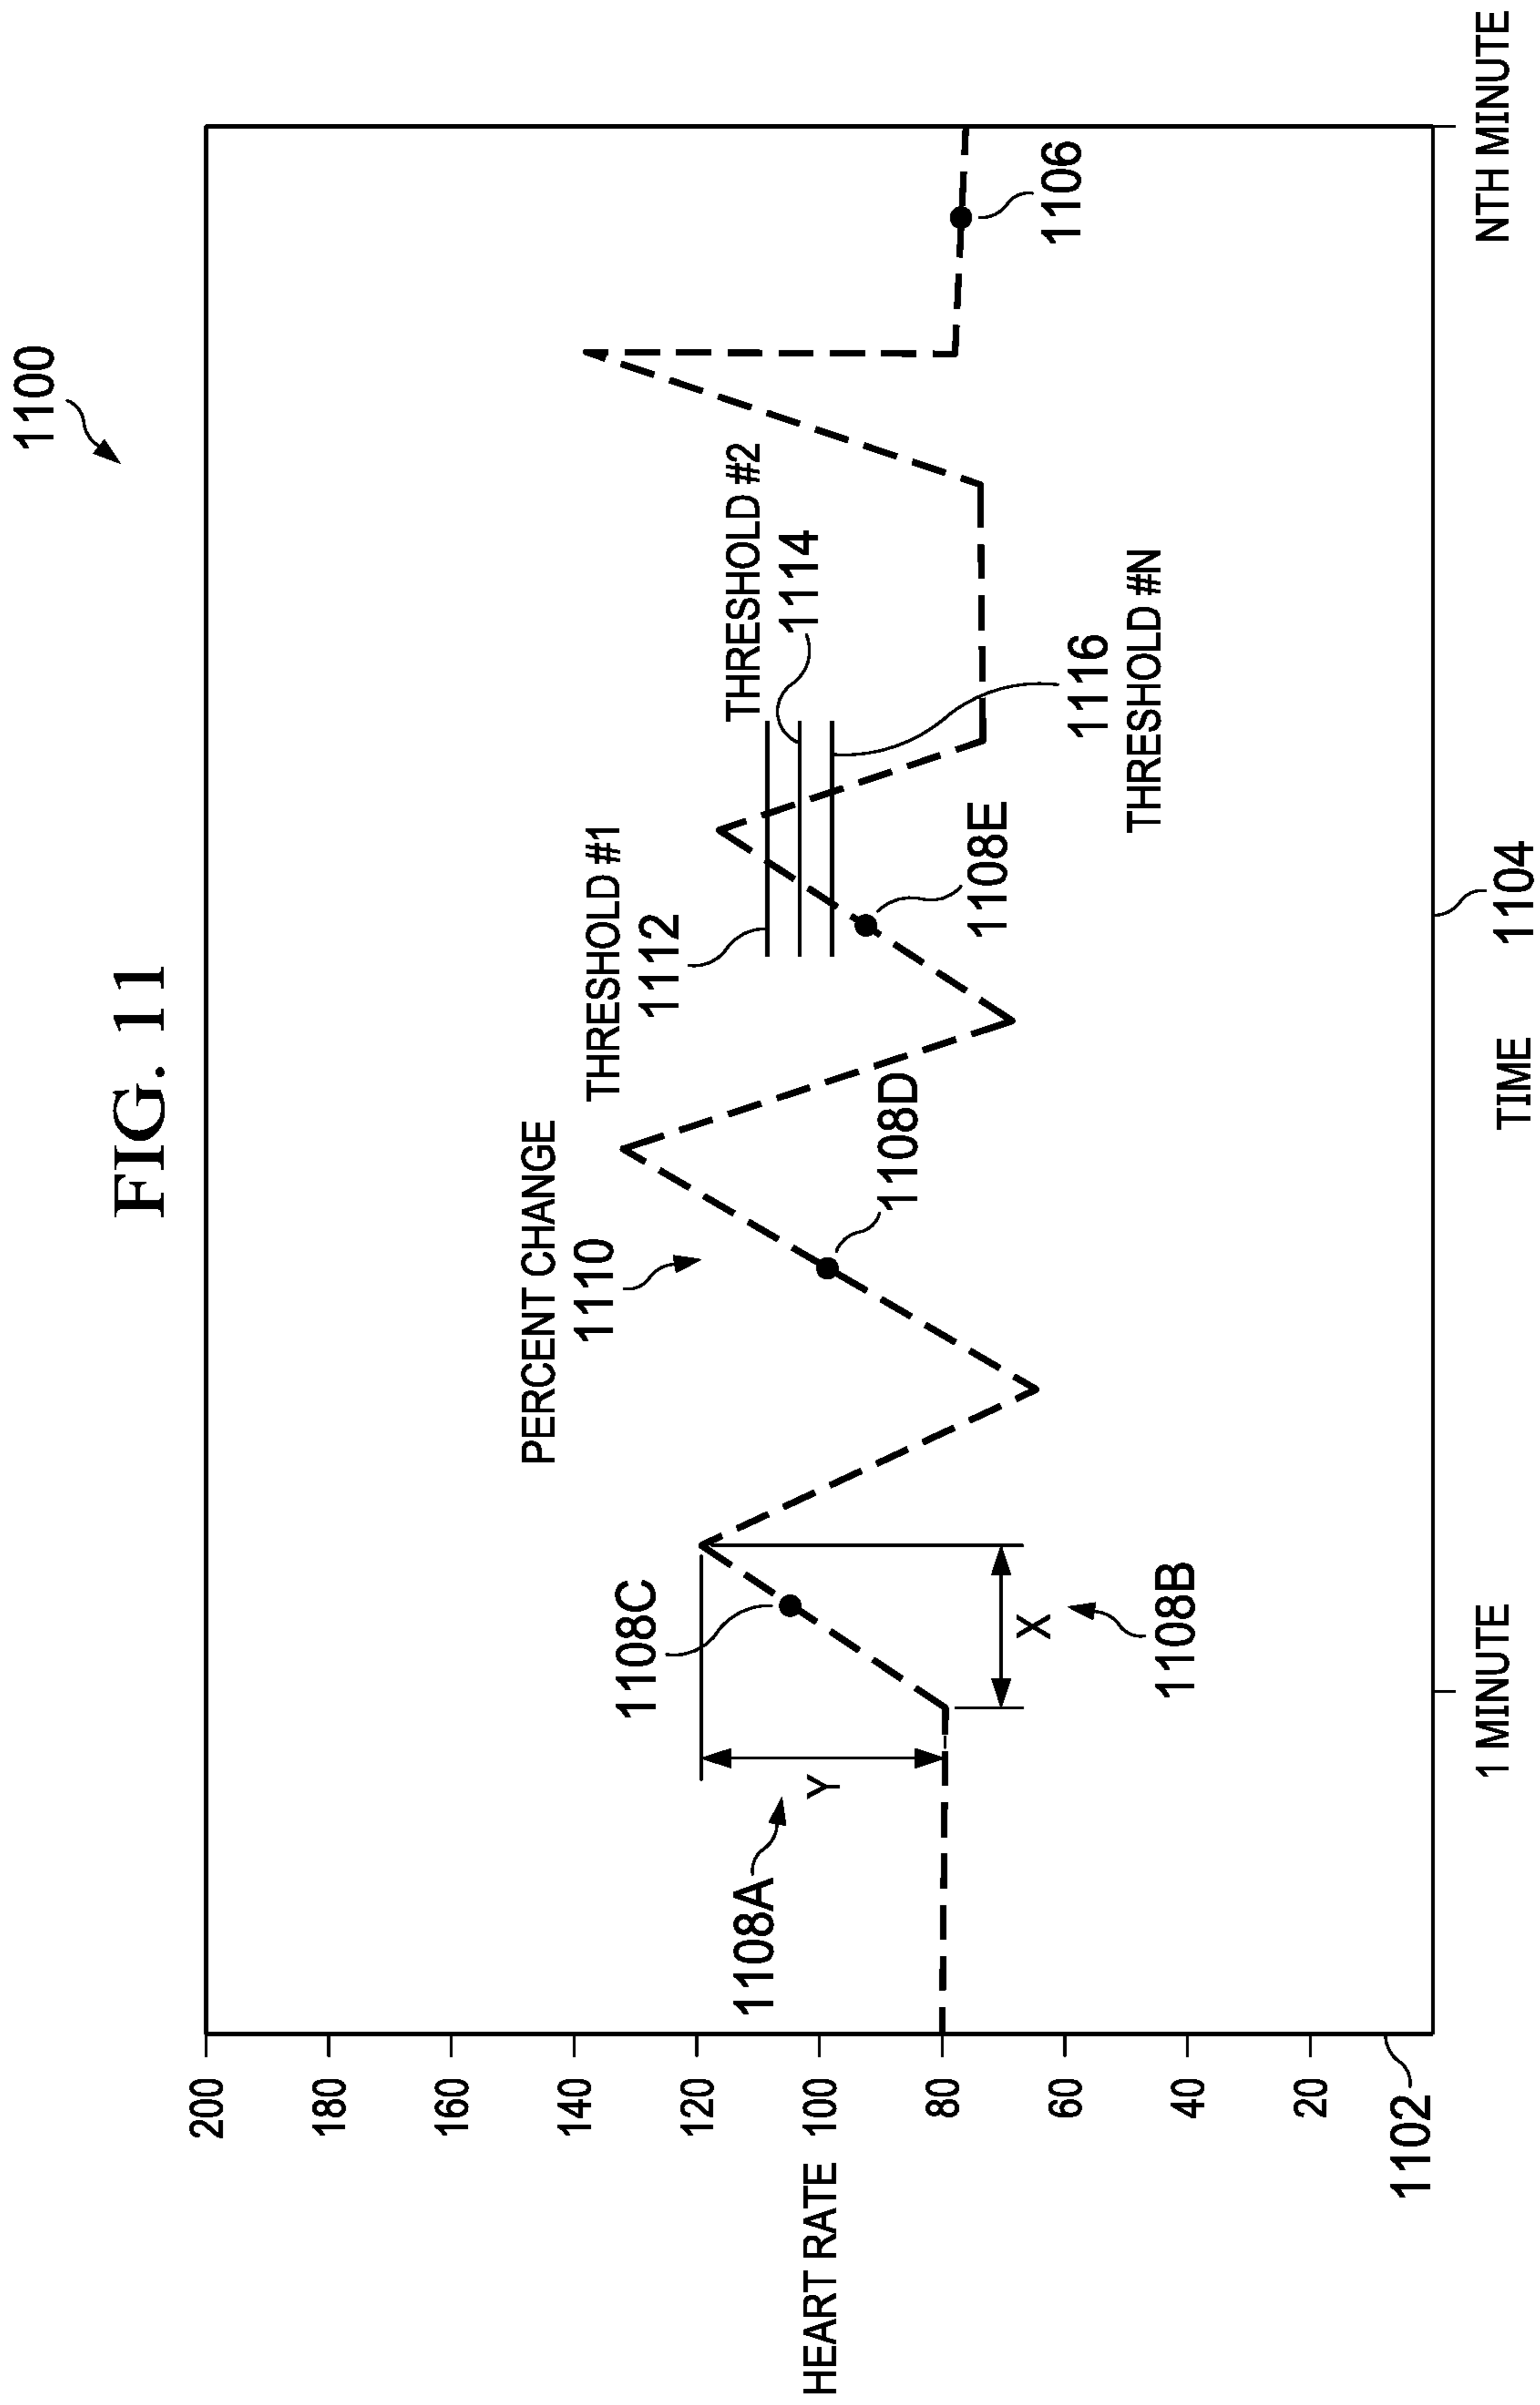 FIG. 11
1100
200
180
160
140
120
HEART RATE 100
80
60
40
20
1102
1108A
Y
1108C
X
1108B
PERCENT CHANGE
1110
1108D
THRESHOLD #1
1112
1108E
THRESHOLD #2
1114
1116
THRESHOLD #N
1106
1 MINUTE
TIME
1104
NTH MINUTE